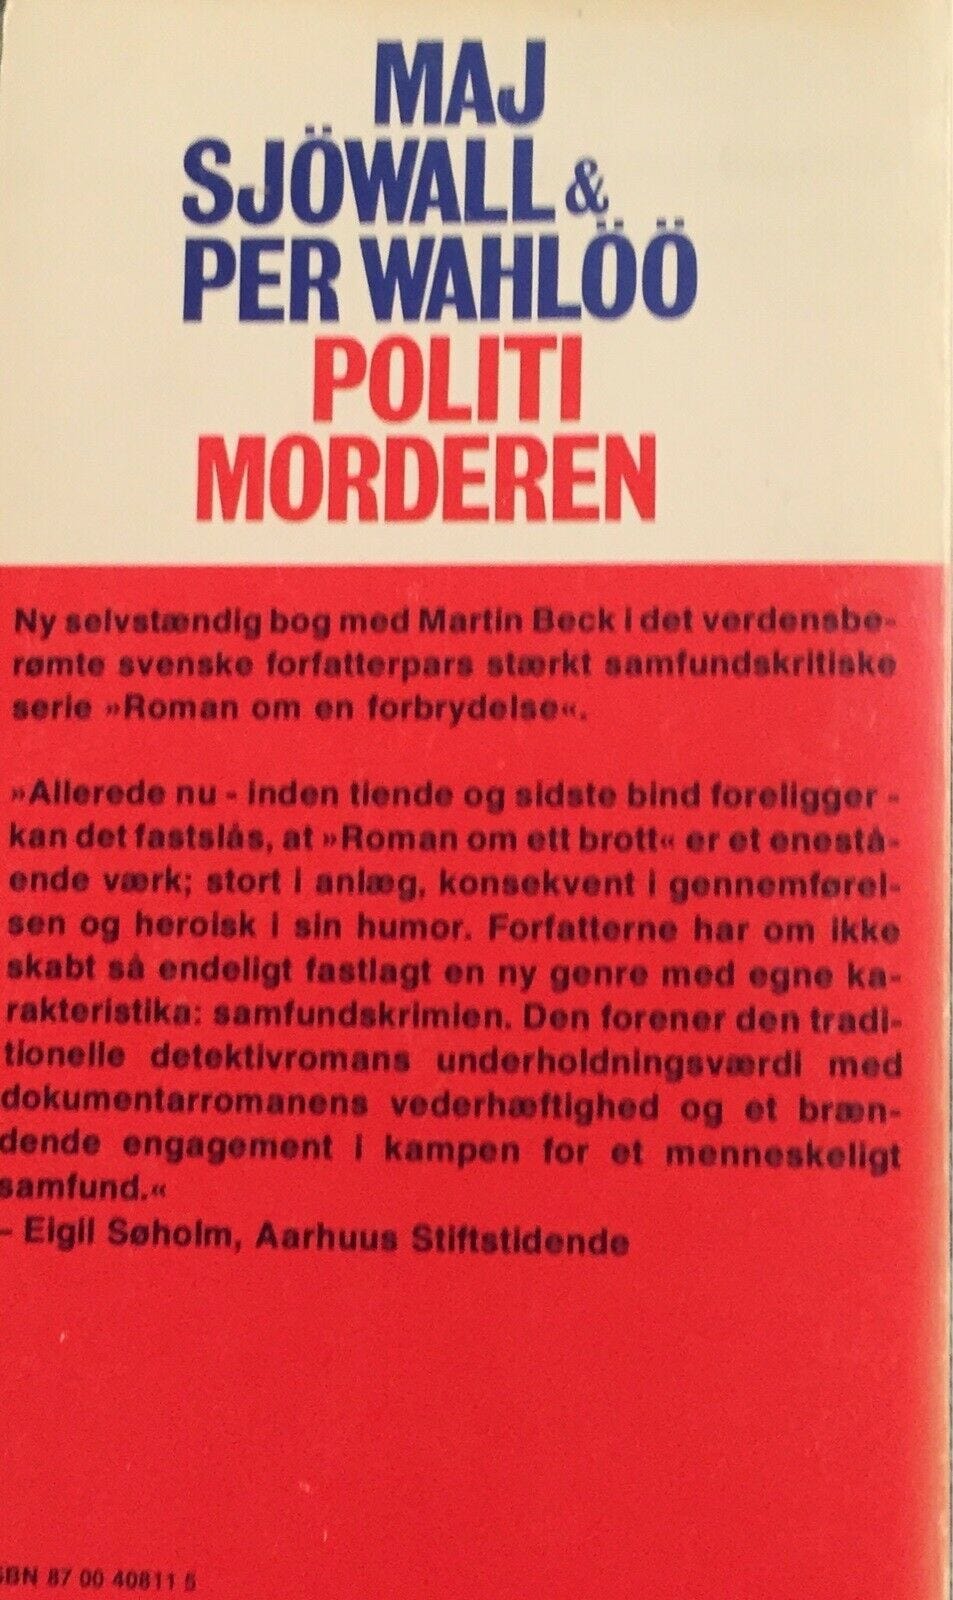 MAJ
SJÖWALL &
PER WAHLÖÖ
POLITI
MORDEREN
Ny selvstændig bog med Martin Beck i det verdensbe-
rømte svenske forfatterpars stærkt samfundskritiske
serie »Roman om en forbrydelse«.
»Allerede nu - inden tiende og sidste bind foreligger -
kan det fastslås, at »Roman om ett brott« er et enestå-
ende værk; stort i anlæg, konsekvent i gennemførel-
sen og heroisk i sin humor. Forfatterne har om ikke
skabt så endeligt fastlagt en ny genre med egne ka-
rakteristika: samfundskrimien. Den forener den tradi-
tionelle detektivromans underholdningsværdi med
dokumentarromanens vederhæftighed og et bræn-
dende engagement i kampen for et menneskeligt
samfund.«
– Eigil Søholm, Aarhuus Stiftstidende
ISBN 87 00 40811 5